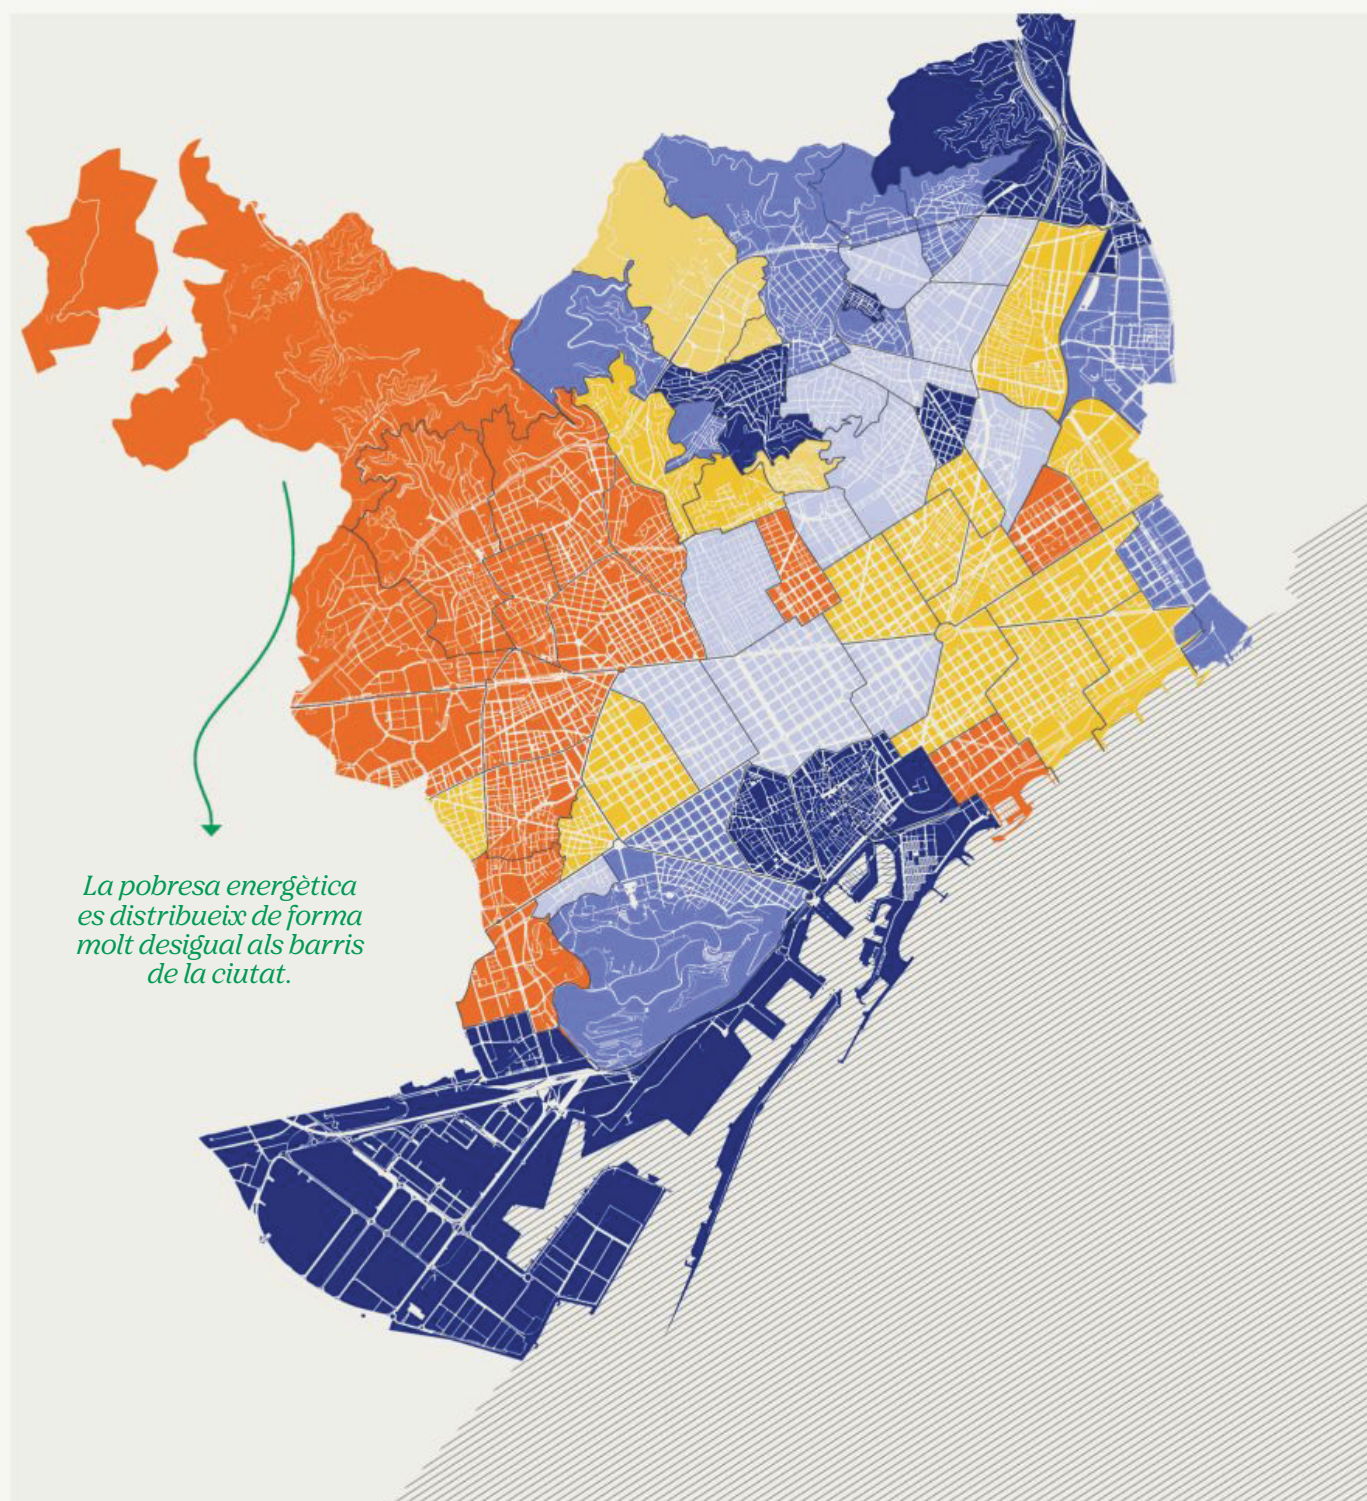 La pobresa energètica
es distribueix de forma
molt desigual als barris
de la ciutat.